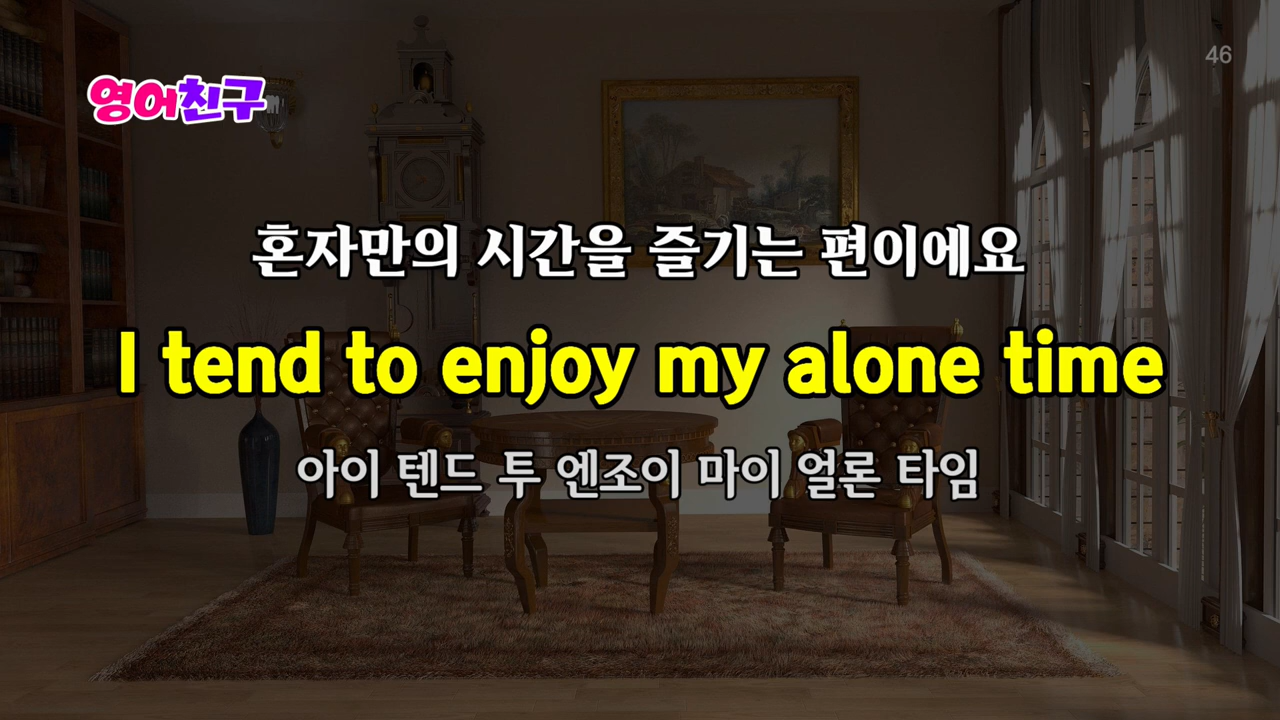 46
영어친구
혼자만의 시간을 즐기는 편이에요
I tend to enjoy my alone time
아이 텐드 투 엔조이 마이 얼론 타임